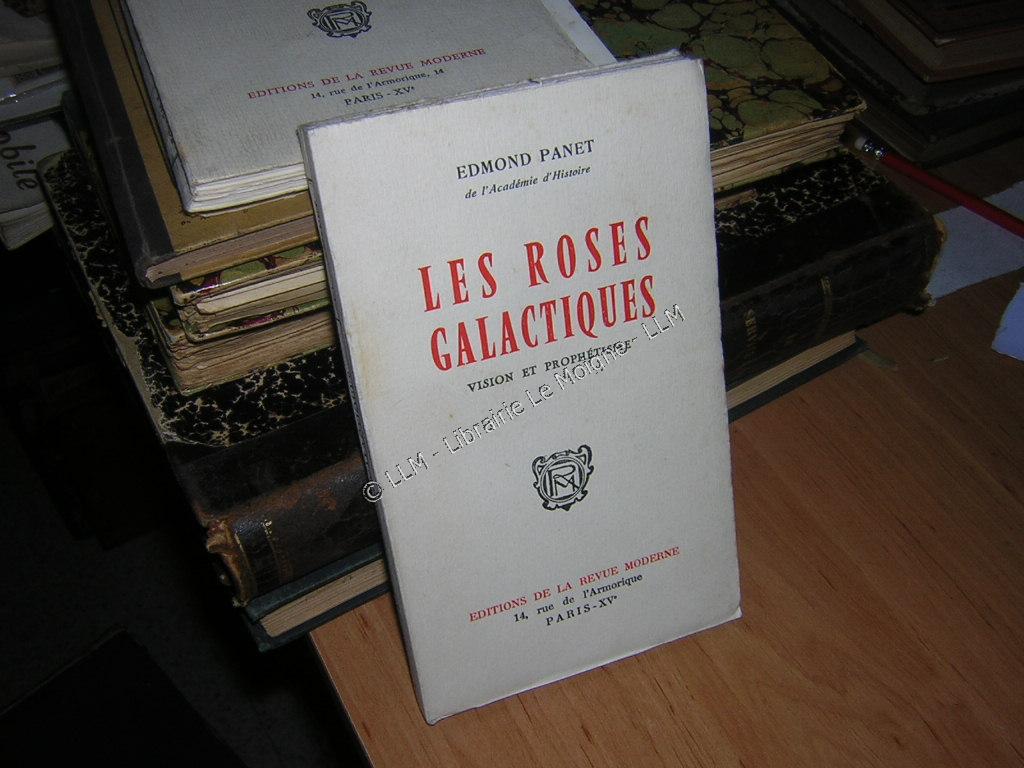 EDITIONS DE LA REVUE MODERNE
14, rue de l'Armorique, 14
PARIS - XVe
EDMOND PANET
de l'Académie d'Histoire
LES ROSES
GALACTIQUES
VISION ET PROPHÉTISME
© LLM - Librairie Le Moigne - LLM
RM
EDITIONS DE LA REVUE MODERNE
14, rue de l'Armorique
PARIS-XVe